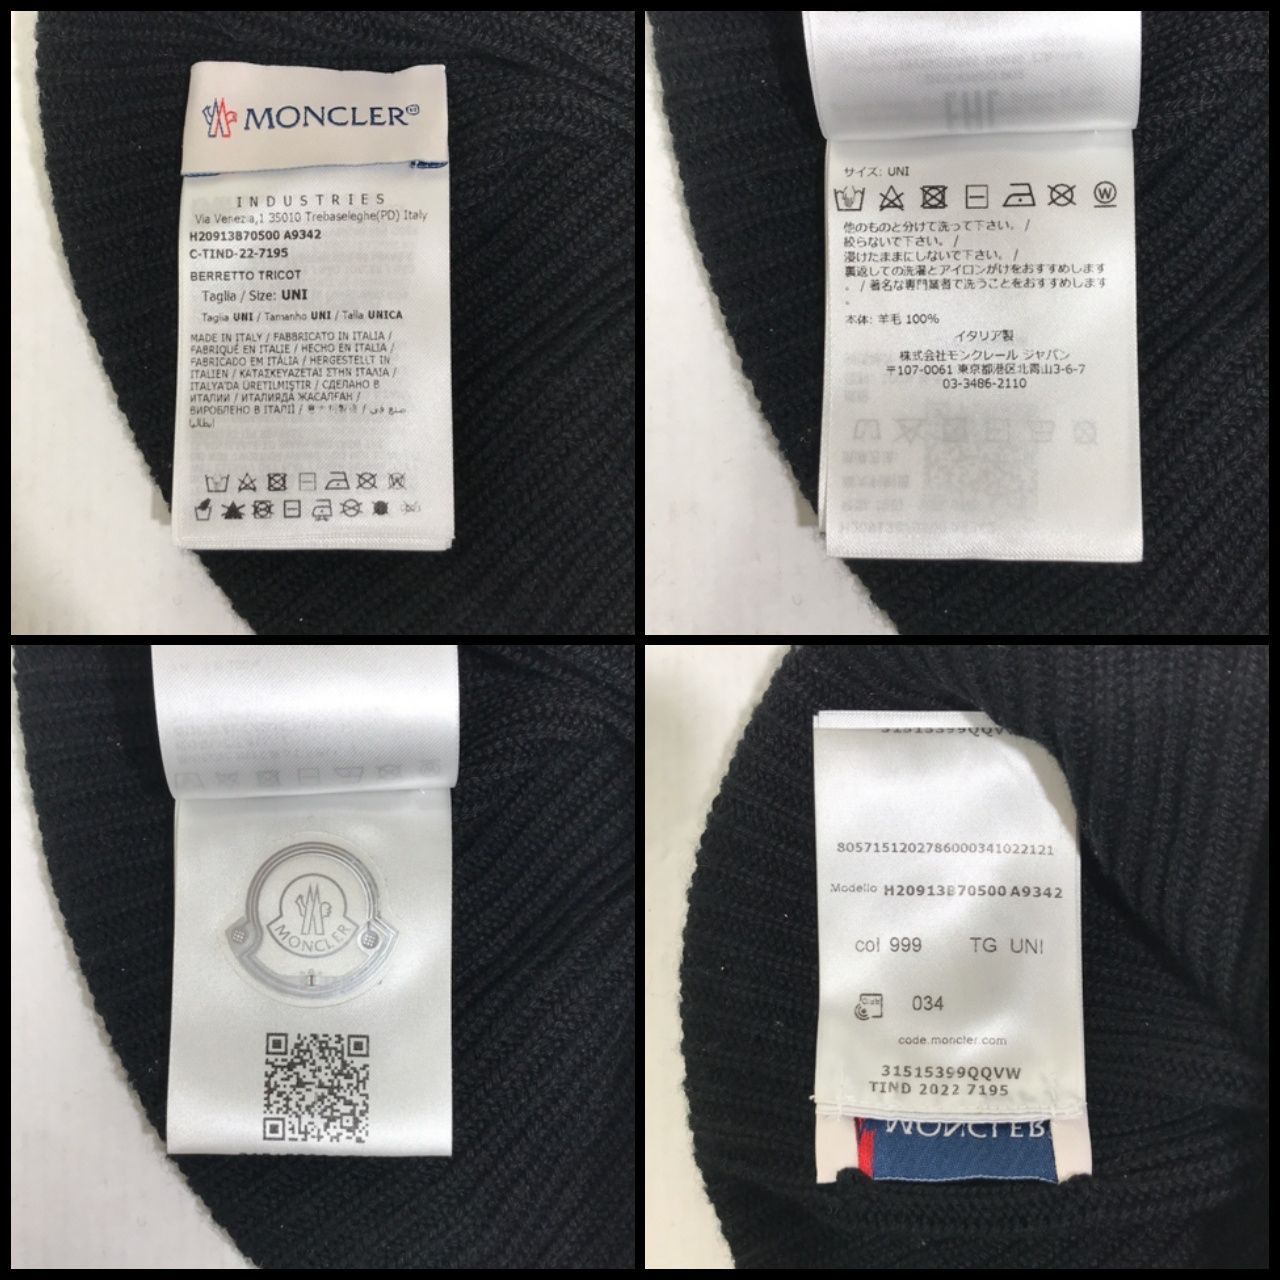 MONCLER
INDUSTRIES
Via Venezia,1 35010 Trebaseleghe(PD) Italy
H20913B70500 A9342
C-TIND-22-7195
BERRETTO TRICOT
Taglia / Size: UNI
Taglia UNI / Tamanho UNI / Talla UNICA
MADE IN ITALY / FABBRICATO IN ITALIA /
FABRIQUÉ EN ITALIE / HECHO EN ITALIA /
FABRICADO EM ITÁLIA / HERGESTELLT IN
ITALIEN / ΚΑΤΑΣΚΕΥΑΖΕΤΑΙ ΣΤΗΝ ΙΤΑΛΙΑ /
ITALYA'DA ÜRETILMIŞTIR / СДЕЛАНО В
ИТАЛИИ / ИТАЛИЯДА ЖАСАЛҒАН /
ВИРОБЛЕНО В ІТАЛІЇ / صنع في
إيطاليا
サイズ: UNI
W
他のものと分けて洗って下さい。 /
絞らないで下さい。 /
浸けたままにしないで下さい。 /
裏返しての洗濯とアイロンがけをおすすめします
。 / 著名な専門業者で洗うことをおすすめします
。
本体: 羊毛 100%
イタリア製
株式会社モンクレール ジャパン
〒107-0061 東京都港区北青山3-6-7
03-3486-2110
MONCLER
31515399QQVW
8057151202786000341022121
Modello H20913B70500 A9342
col 999 TG UNI
Club 034
code.moncler.com
31515399QQVW
TIND 2022 7195
MONCLER